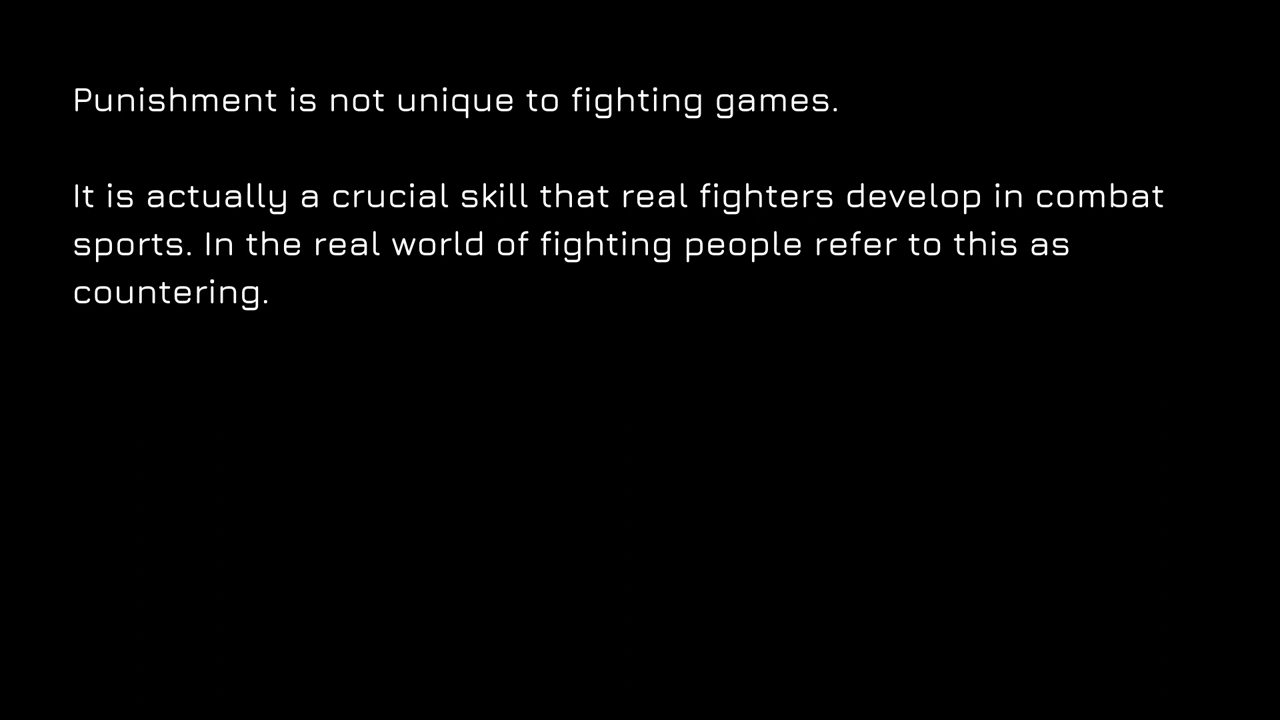 Punishment is not unique to fighting games.
It is actually a crucial skill that real fighters develop in combat
sports. In the real world of fighting people refer to this as
countering.